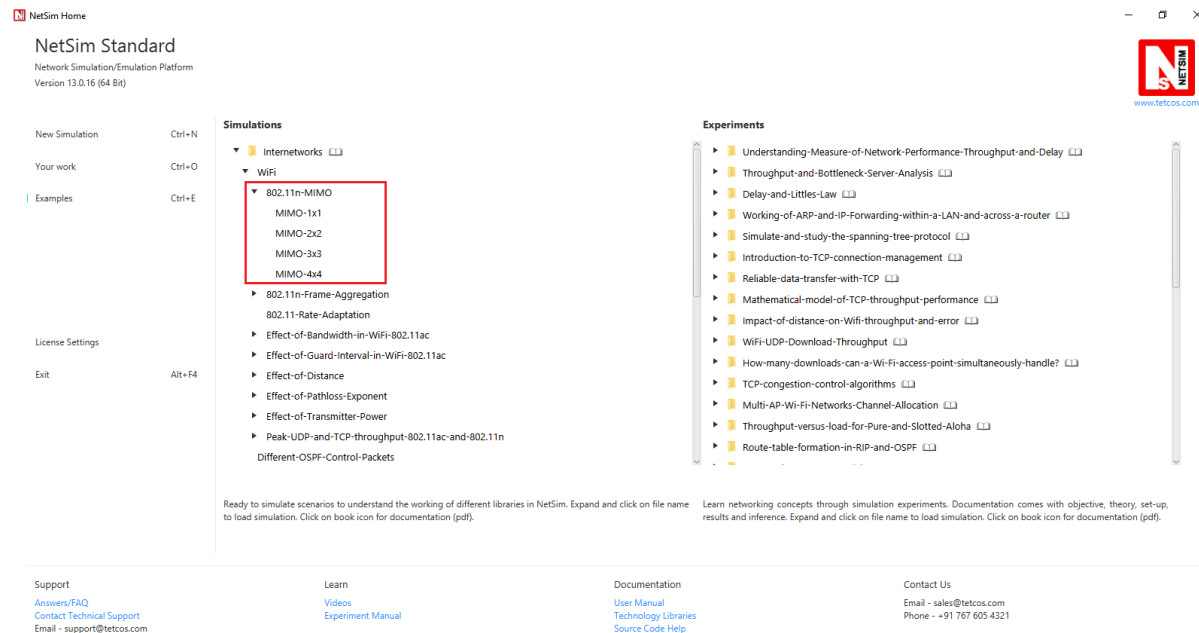 NetSim Home
NetSim Standard
Network Simulation/Emulation Platform
Version 13.0.16 (64 Bit)
NETSIM
NS
www.tetcos.com
New Simulation Ctrl+N
Your work Ctrl+O
Examples Ctrl+E
License Settings
Exit Alt+F4
Simulations
Internetworks
WiFi
802.11n-MIMO
MIMO-1x1
MIMO-2x2
MIMO-3x3
MIMO-4x4
802.11n-Frame-Aggregation
802.11-Rate-Adaptation
Effect-of-Bandwidth-in-WiFi-802.11ac
Effect-of-Guard-Interval-in-WiFi-802.11ac
Effect-of-Distance
Effect-of-Pathloss-Exponent
Effect-of-Transmitter-Power
Peak-UDP-and-TCP-throughput-802.11ac-and-802.11n
Different-OSPF-Control-Packets
Ready to simulate scenarios to understand the working of different libraries in NetSim. Expand and click on file name
to load simulation. Click on book icon for documentation (pdf).
Experiments
Understanding-Measure-of-Network-Performance-Throughput-and-Delay
Throughput-and-Bottleneck-Server-Analysis
Delay-and-Littles-Law
Working-of-ARP-and-IP-Forwarding-within-a-LAN-and-across-a-router
Simulate-and-study-the-spanning-tree-protocol
Introduction-to-TCP-connection-management
Reliable-data-transfer-with-TCP
Mathematical-model-of-TCP-throughput-performance
Impact-of-distance-on-Wifi-throughput-and-error
WiFi-UDP-Download-Throughput
How-many-downloads-can-a-Wi-Fi-access-point-simultaneously-handle?
TCP-congestion-control-algorithms
Multi-AP-Wi-Fi-Networks-Channel-Allocation
Throughput-versus-load-for-Pure-and-Slotted-Aloha
Route-table-formation-in-RIP-and-OSPF
Learn networking concepts through simulation experiments. Documentation comes with objective, theory, set-up,
results and inference. Expand and click on file name to load simulation. Click on book icon for documentation (pdf).
Support
Answers/FAQ
Contact Technical Support
Email - support@tetcos.com
Learn
Videos
Experiment Manual
Documentation
User Manual
Technology Libraries
Source Code Help
Contact Us
Email - sales@tetcos.com
Phone - +91 767 605 4321